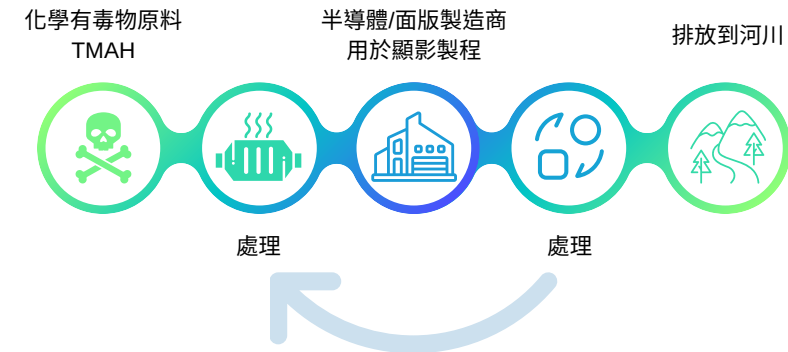 化學有毒物原料
TMAH
半導體/面版製造商
用於顯影製程
排放到河川
處理
處理